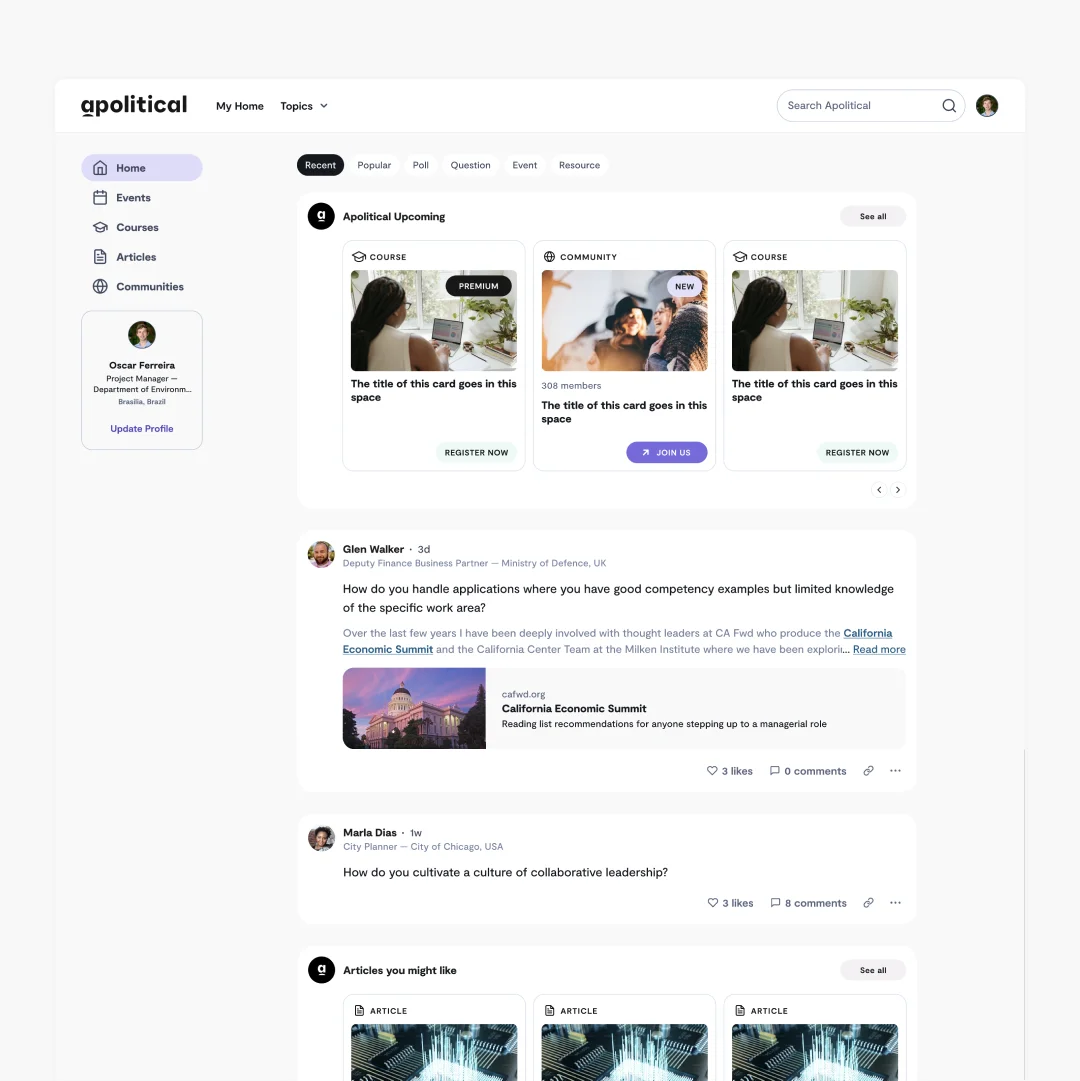 apolitical
My Home
Topics
Search Apolitical
Home
Events
Courses
Articles
Communities
Oscar Ferreira
Project Manager —
Department of Environm...
Brasilia, Brazil
Update Profile
Recent
Popular
Poll
Question
Event
Resource
a
Apolitical Upcoming
See all
COURSE
PREMIUM
The title of this card goes in this
space
REGISTER NOW
COMMUNITY
NEW
308 members
The title of this card goes in this
space
JOIN US
COURSE
The title of this card goes in this
space
REGISTER NOW
Glen Walker · 3d
Deputy Finance Business Partner — Ministry of Defence, UK
How do you handle applications where you have good competency examples but limited knowledge
of the specific work area?
Over the last few years I have been deeply involved with thought leaders at CA Fwd who produce the California
Economic Summit and the California Center Team at the Milken Institute where we have been explori... Read more
cafwd.org
California Economic Summit
Reading list recommendations for anyone stepping up to a managerial role
3 likes
0 comments
Marla Dias · 1w
City Planner — City of Chicago, USA
How do you cultivate a culture of collaborative leadership?
3 likes
8 comments
a
Articles you might like
See all
ARTICLE
ARTICLE
ARTICLE